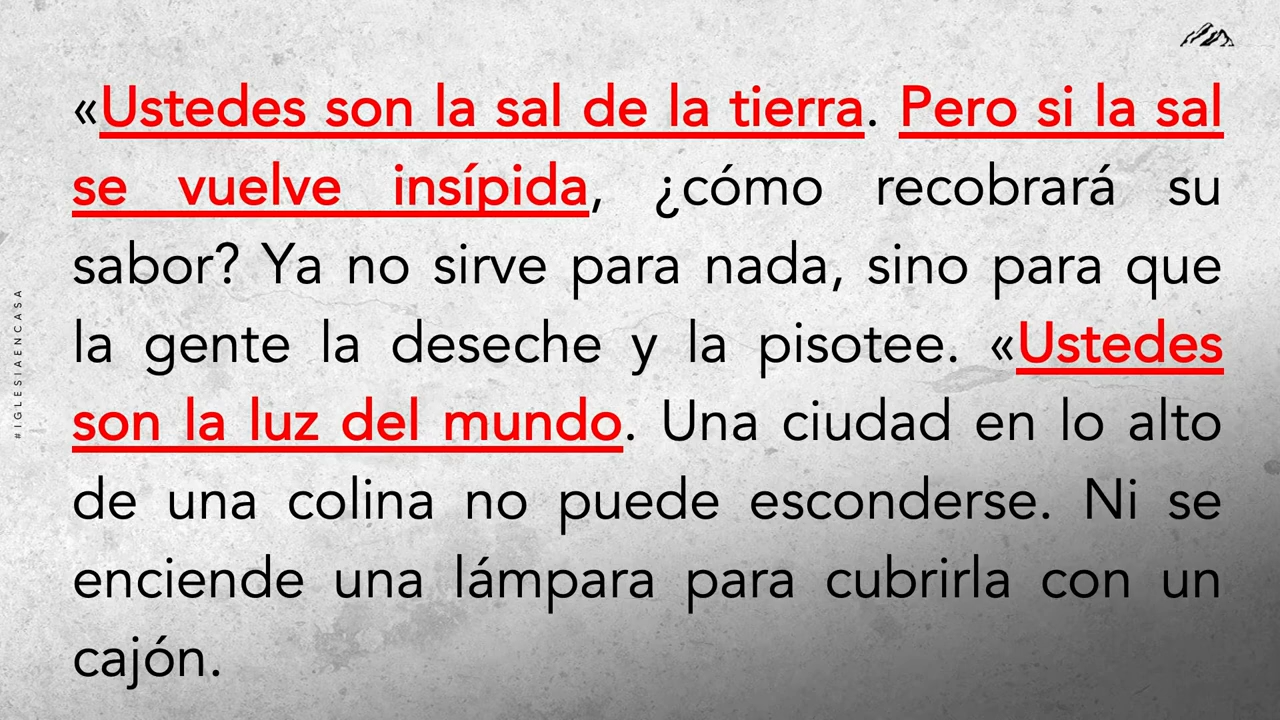 «Ustedes son la sal de la tierra. Pero si la sal
se vuelve insípida, ¿cómo recobrará su
sabor? Ya no sirve para nada, sino para que
la gente la deseche y la pisotee. «Ustedes
son la luz del mundo. Una ciudad en lo alto
de una colina no puede esconderse. Ni se
enciende una lámpara para cubrirla con un
cajón.
#IGLESIAENCASA